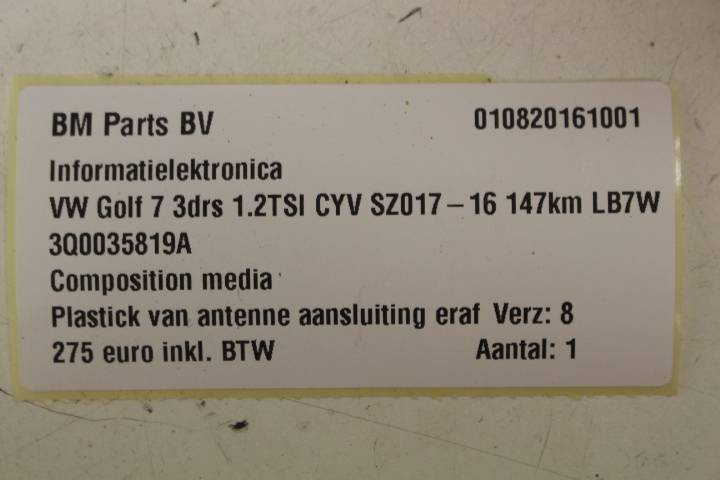 BM Parts BV 010820161001
Informatielektronica
VW Golf 7 3drs 1.2TSI CYV SZ017-16 147km LB7W
3Q0035819A
Composition media
Plastick van antenne aansluiting eraf Verz: 8
275 euro inkl. BTW Aantal: 1